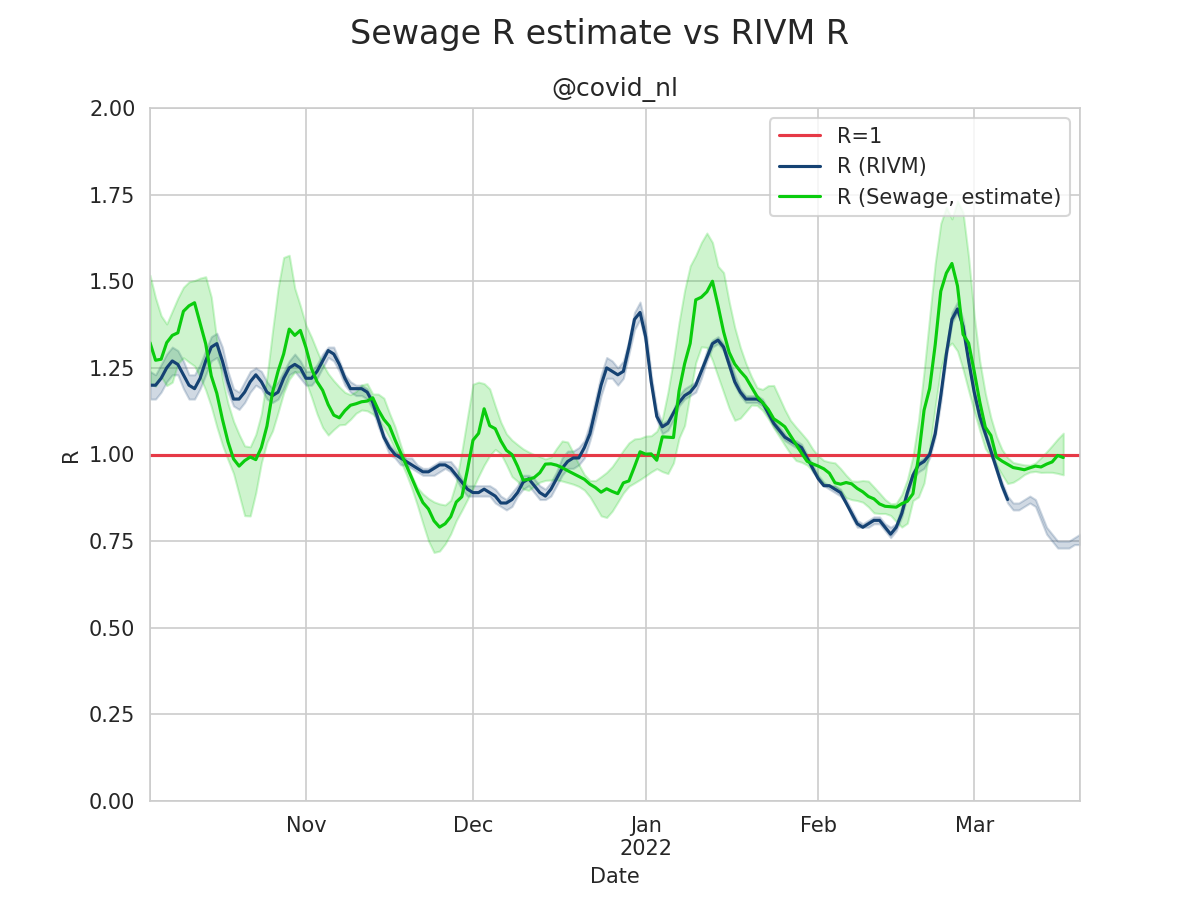 Sewage R estimate vs RIVM R
@covid_nl
R=1
R (RIVM)
R (Sewage, estimate)
2.00
1.75
1.50
1.25
1.00
0.75
0.50
0.25
0.00
R
Nov Dec Jan Feb Mar
2022
Date